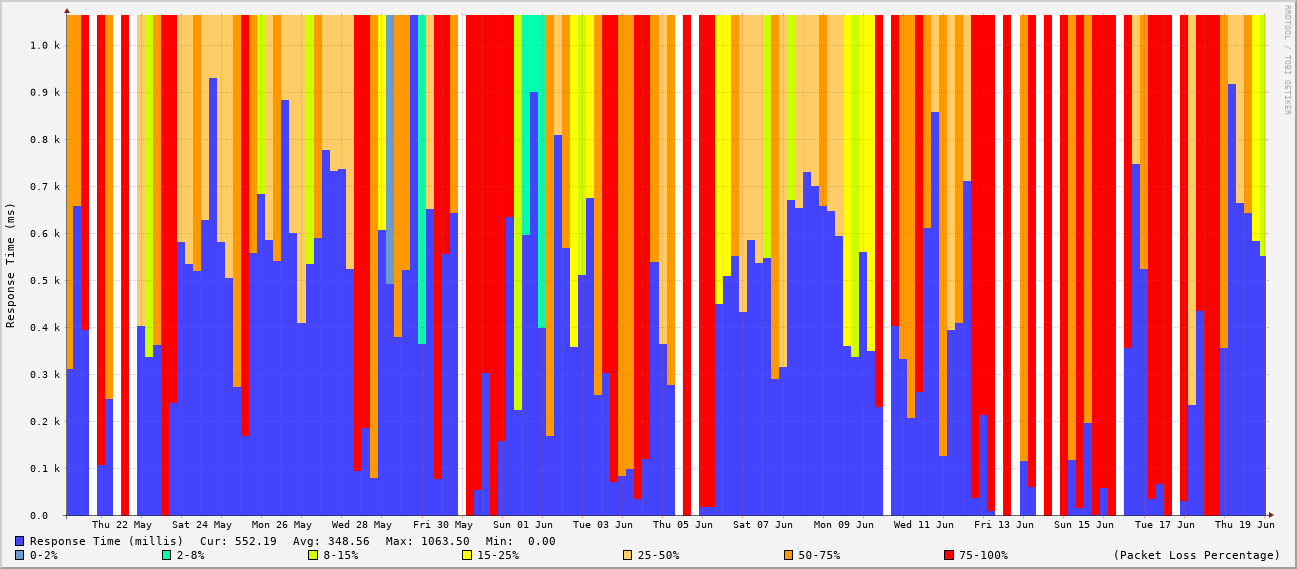 RRDTOOL / TOBI OETIKER
Response Time (ms)
1.0 k
0.9 k
0.8 k
0.7 k
0.6 k
0.5 k
0.4 k
0.3 k
0.2 k
0.1 k
0.0
Thu 22 May Sat 24 May Mon 26 May Wed 28 May Fri 30 May Sun 01 Jun Tue 03 Jun Thu 05 Jun Sat 07 Jun Mon 09 Jun Wed 11 Jun Fri 13 Jun Sun 15 Jun Tue 17 Jun Thu 19 Jun
Response Time (millis) Cur: 552.19 Avg: 348.56 Max: 1063.50 Min: 0.00
0-2% 2-8% 8-15% 15-25% 25-50% 50-75% 75-100% (Packet Loss Percentage)